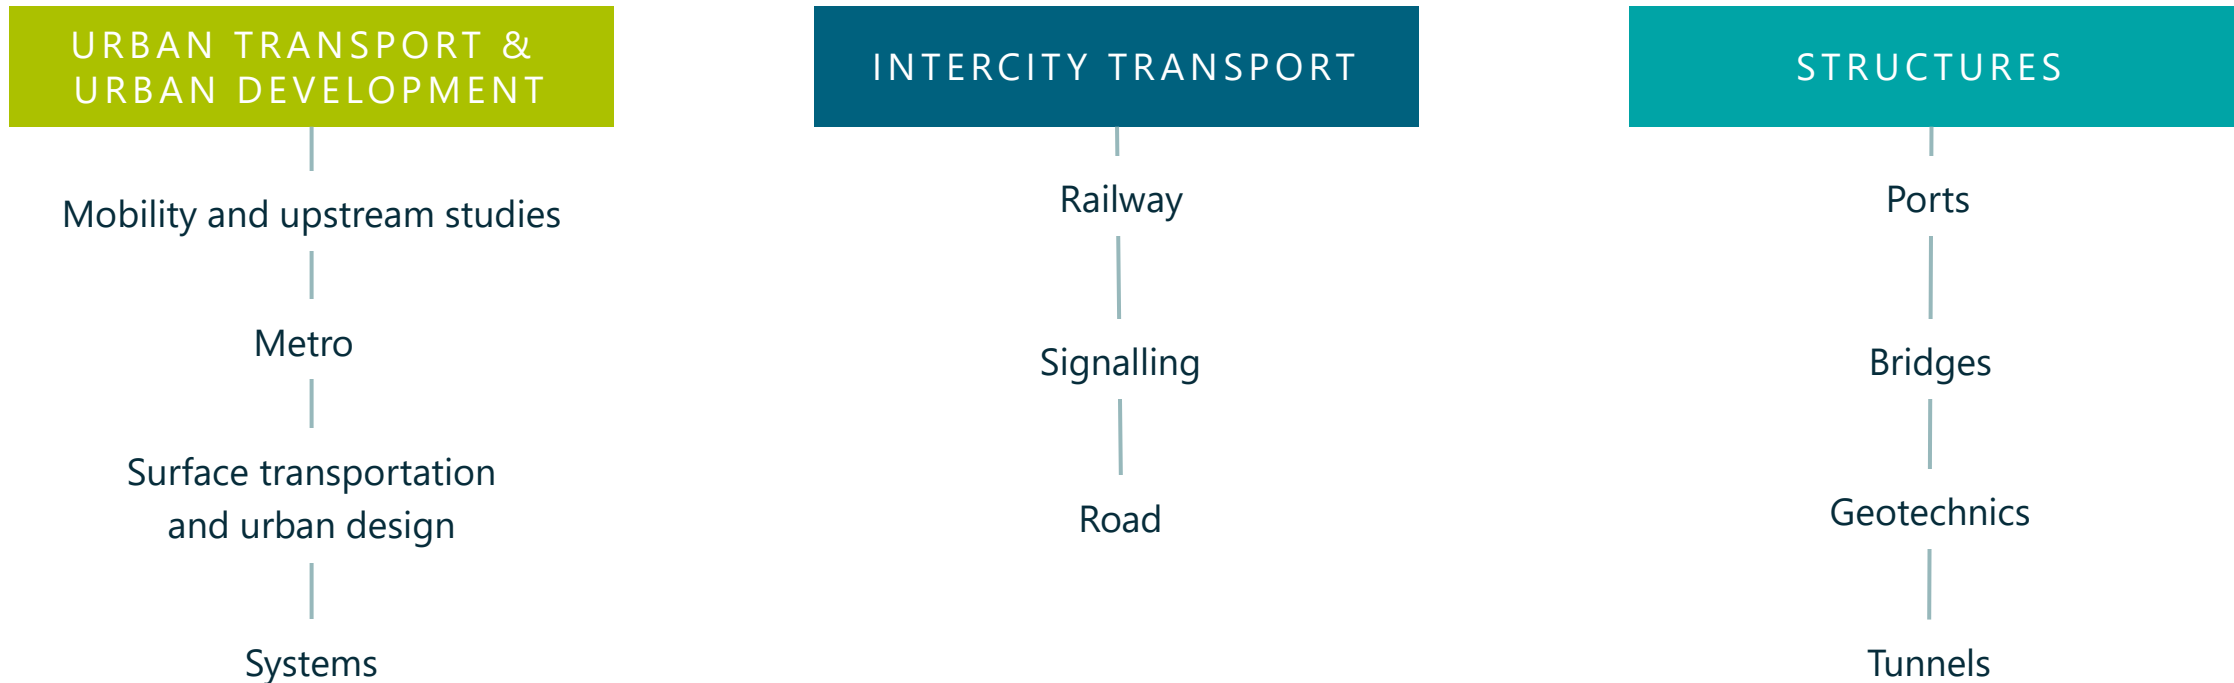 URBAN TRANSPORT &
URBAN DEVELOPMENT
Mobility and upstream studies
Metro
Surface transportation
and urban design
Systems
INTERCITY TRANSPORT
Railway
Signalling
Road
STRUCTURES
Ports
Bridges
Geotechnics
Tunnels